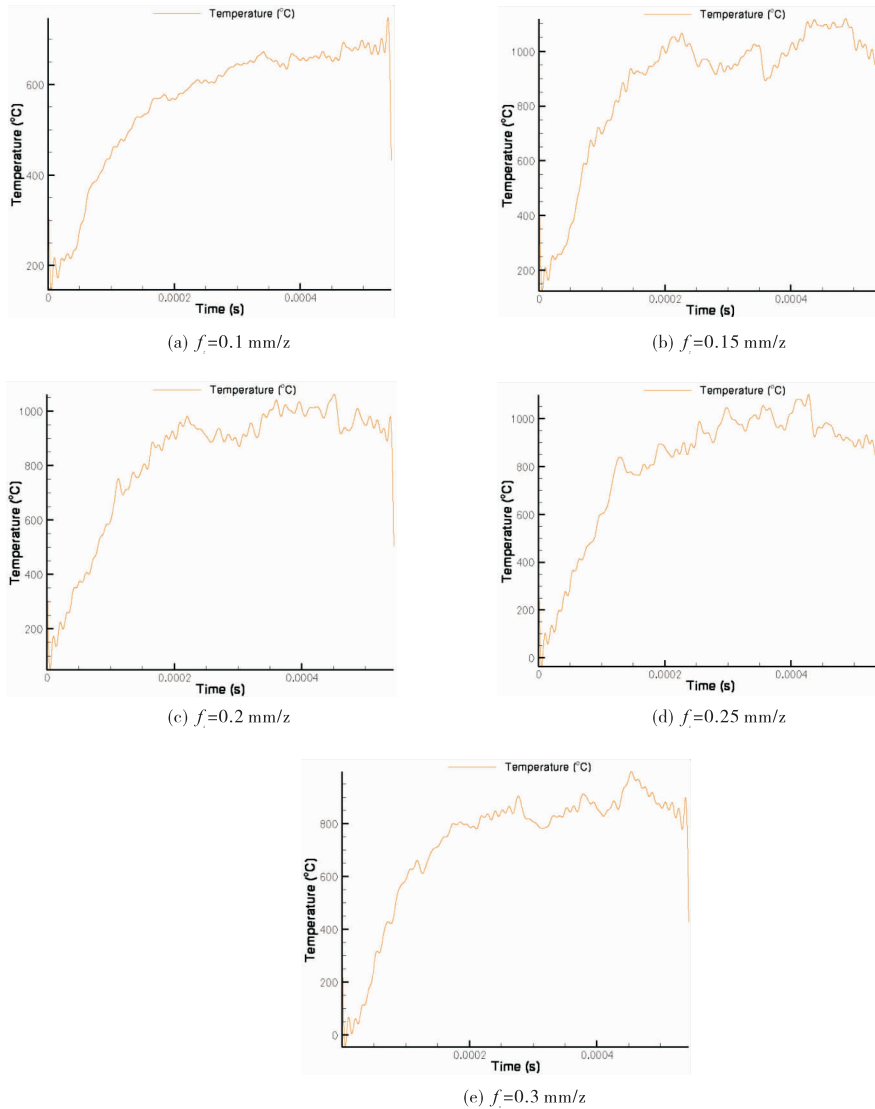 Temperature (°C)
600
400
200
Temperature (°C)
0
0.0002
0.0004
Time (s)
(a) f =0.1 mm/z
Temperature (°C)
1000
800
600
400
200
Temperature (°C)
0
0.0002
0.0004
Time (s)
(b) f =0.15 mm/z
Temperature (°C)
1000
800
600
400
200
Temperature (°C)
0
0.0002
0.0004
Time (s)
(c) f =0.2 mm/z
Temperature (°C)
1000
800
600
400
200
0
Temperature (°C)
0
0.0002
0.0004
Time (s)
(d) f =0.25 mm/z
Temperature (°C)
800
600
400
200
0
Temperature (°C)
0.0002
0.0004
Time (s)
(e) f =0.3 mm/z